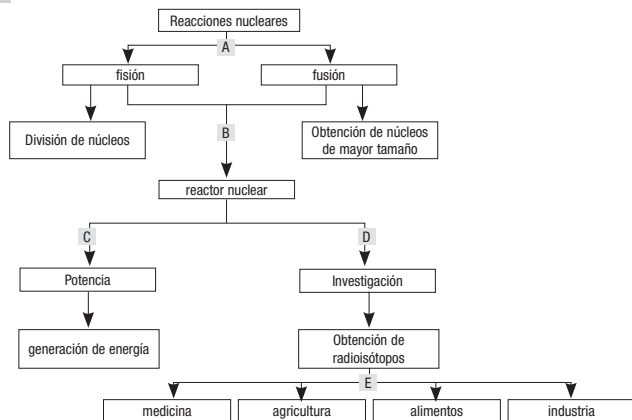 Reacciones nucleares
A
fisión
fusión
División de núcleos
B
Obtención de núcleos
de mayor tamaño
reactor nuclear
C
D
Potencia
Investigación
generación de energía
Obtención de
radioisótopos
E
medicina
agricultura
alimentos
industria